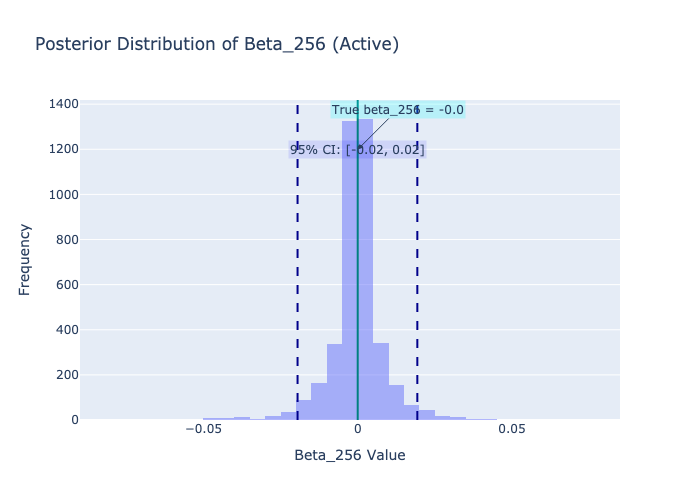 Posterior Distribution of Beta_256 (Active)
1400
True beta_256 = -0.0
1200
95% CI: [-0.02, 0.02]
1000
800
600
400
200
0
Frequency
−0.05
0
0.05
Beta_256 Value